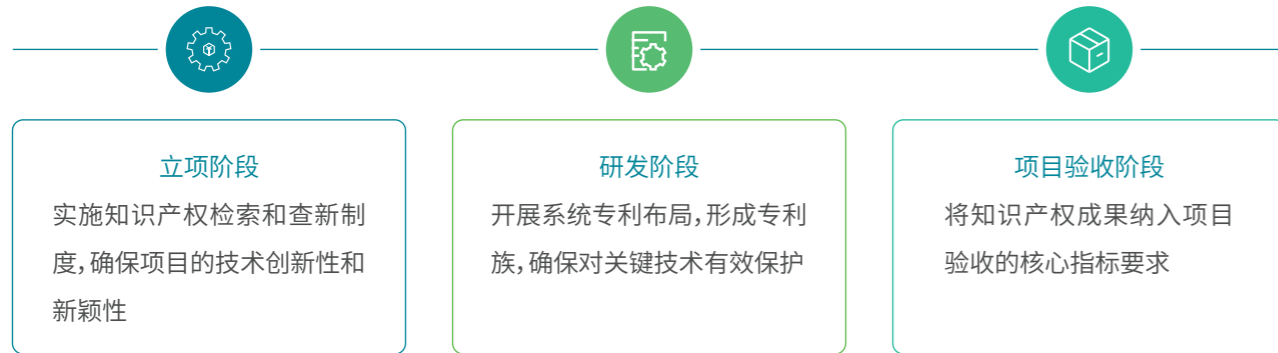 立项阶段
实施知识产权检索和查新制
度，确保项目的技术创新性和
新颖性
研发阶段
开展系统专利布局，形成专利
族，确保对关键技术有效保护
项目验收阶段
将知识产权成果纳入项目
验收的核心指标要求